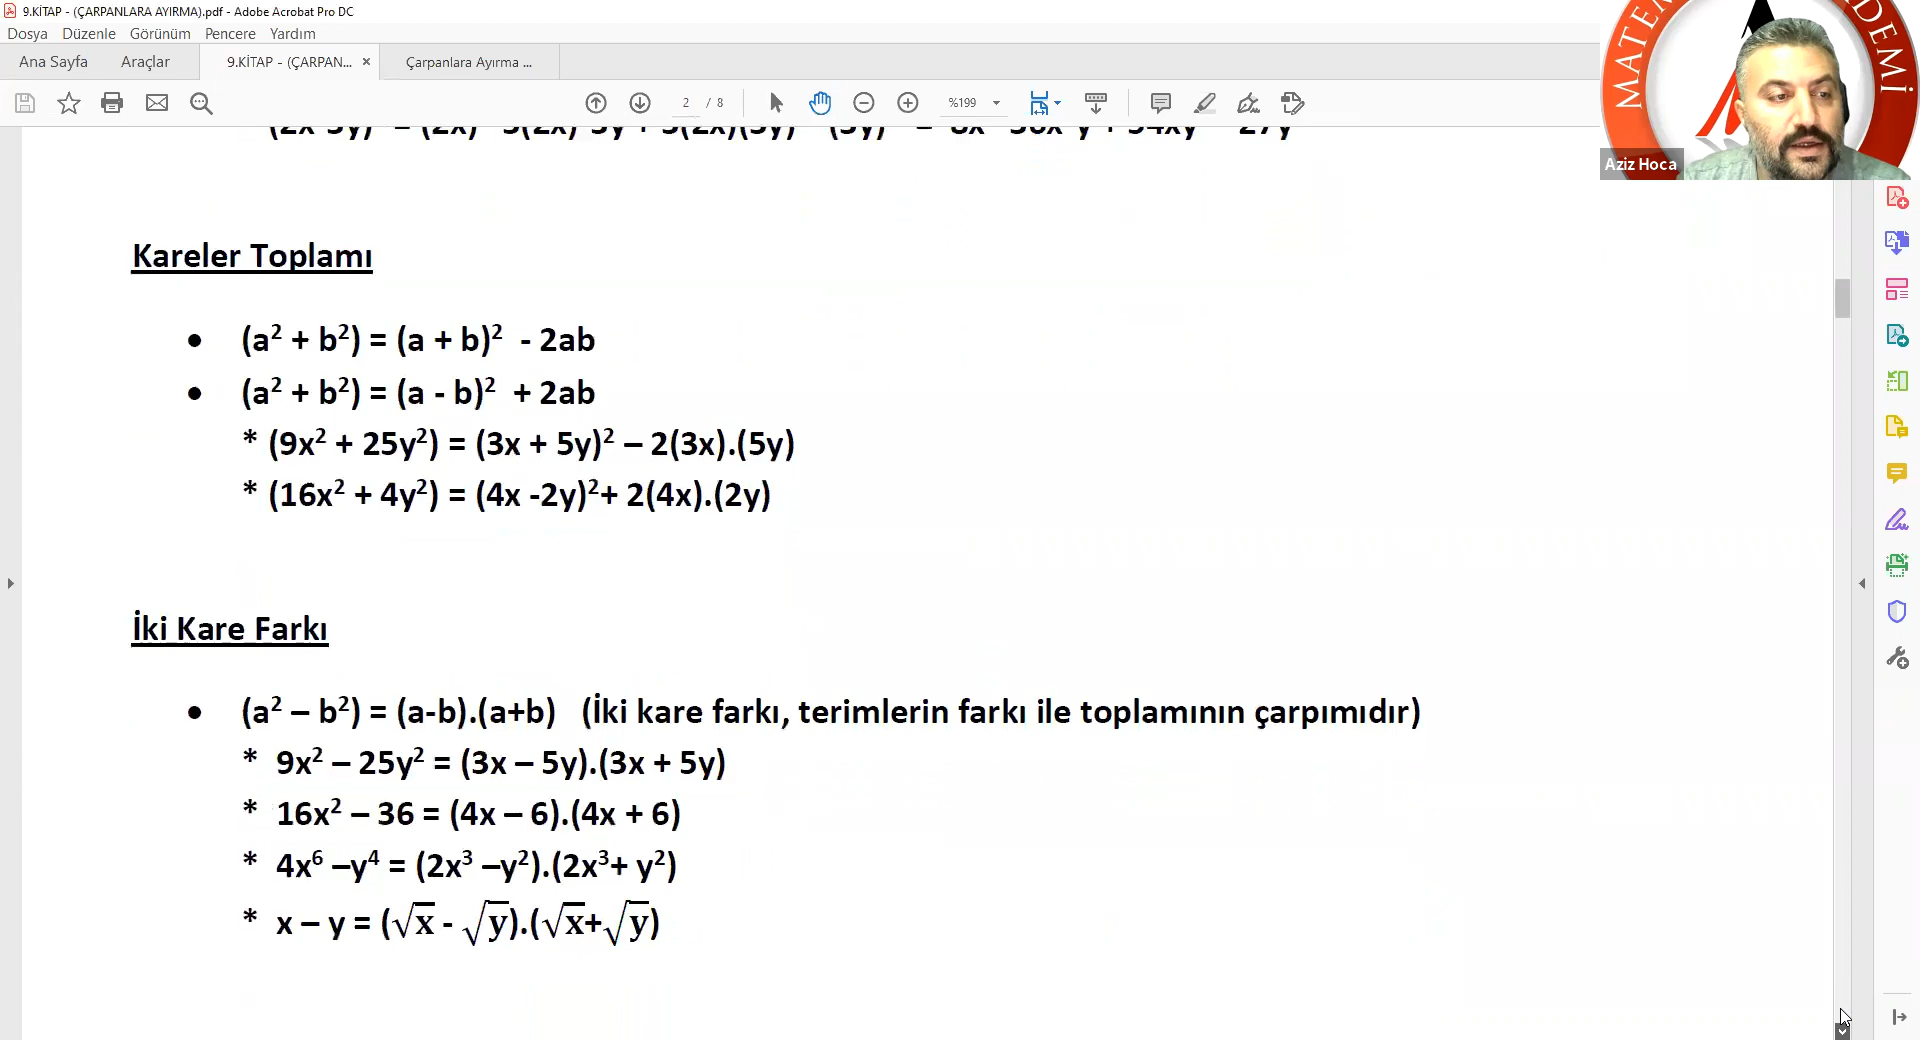 9.KİTAP - (ÇARPANLARA AYIRMA).pdf - Adobe Acrobat Pro DC
Dosya Düzenle Görünüm Pencere Yardım
Ana Sayfa Araçlar 9.KİTAP - (ÇARPAN... × Çarpanlara Ayırma ...
2 / 8 %199
Aziz Hoca
Kareler Toplamı
• (a² + b²) = (a + b)² - 2ab
• (a² + b²) = (a - b)² + 2ab
* (9x² + 25y²) = (3x + 5y)² – 2(3x).(5y)
* (16x² + 4y²) = (4x -2y)²+ 2(4x).(2y)
İki Kare Farkı
• (a² – b²) = (a-b).(a+b) (İki kare farkı, terimlerin farkı ile toplamının çarpımıdır)
* 9x² – 25y² = (3x – 5y).(3x + 5y)
* 16x² – 36 = (4x – 6).(4x + 6)
* 4x⁶ –y⁴ = (2x³ –y²).(2x³+ y²)
* x – y = (√x - √y).(√x+√y)